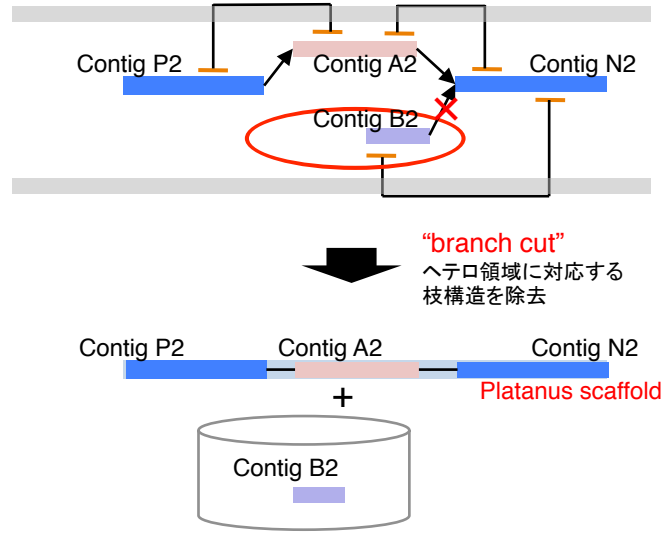 Contig P2
Contig A2
Contig N2
Contig B2
“branch cut”
ヘテロ領域に対応する
枝構造を除去
Contig P2
Contig A2
Contig N2
Platanus scaffold
+
Contig B2